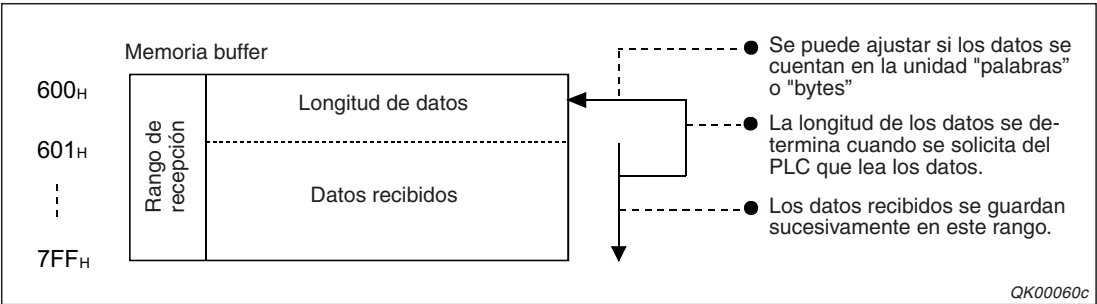 Memoria buffer
600H
601H
7FFH
Rango de
recepción
Longitud de datos
Datos recibidos
Se puede ajustar si los datos se
cuentan en la unidad "palabras”
o "bytes”
La longitud de los datos se de-
termina cuando se solicita del
PLC que lea los datos.
Los datos recibidos se guardan
sucesivamente en este rango.
QK00060c